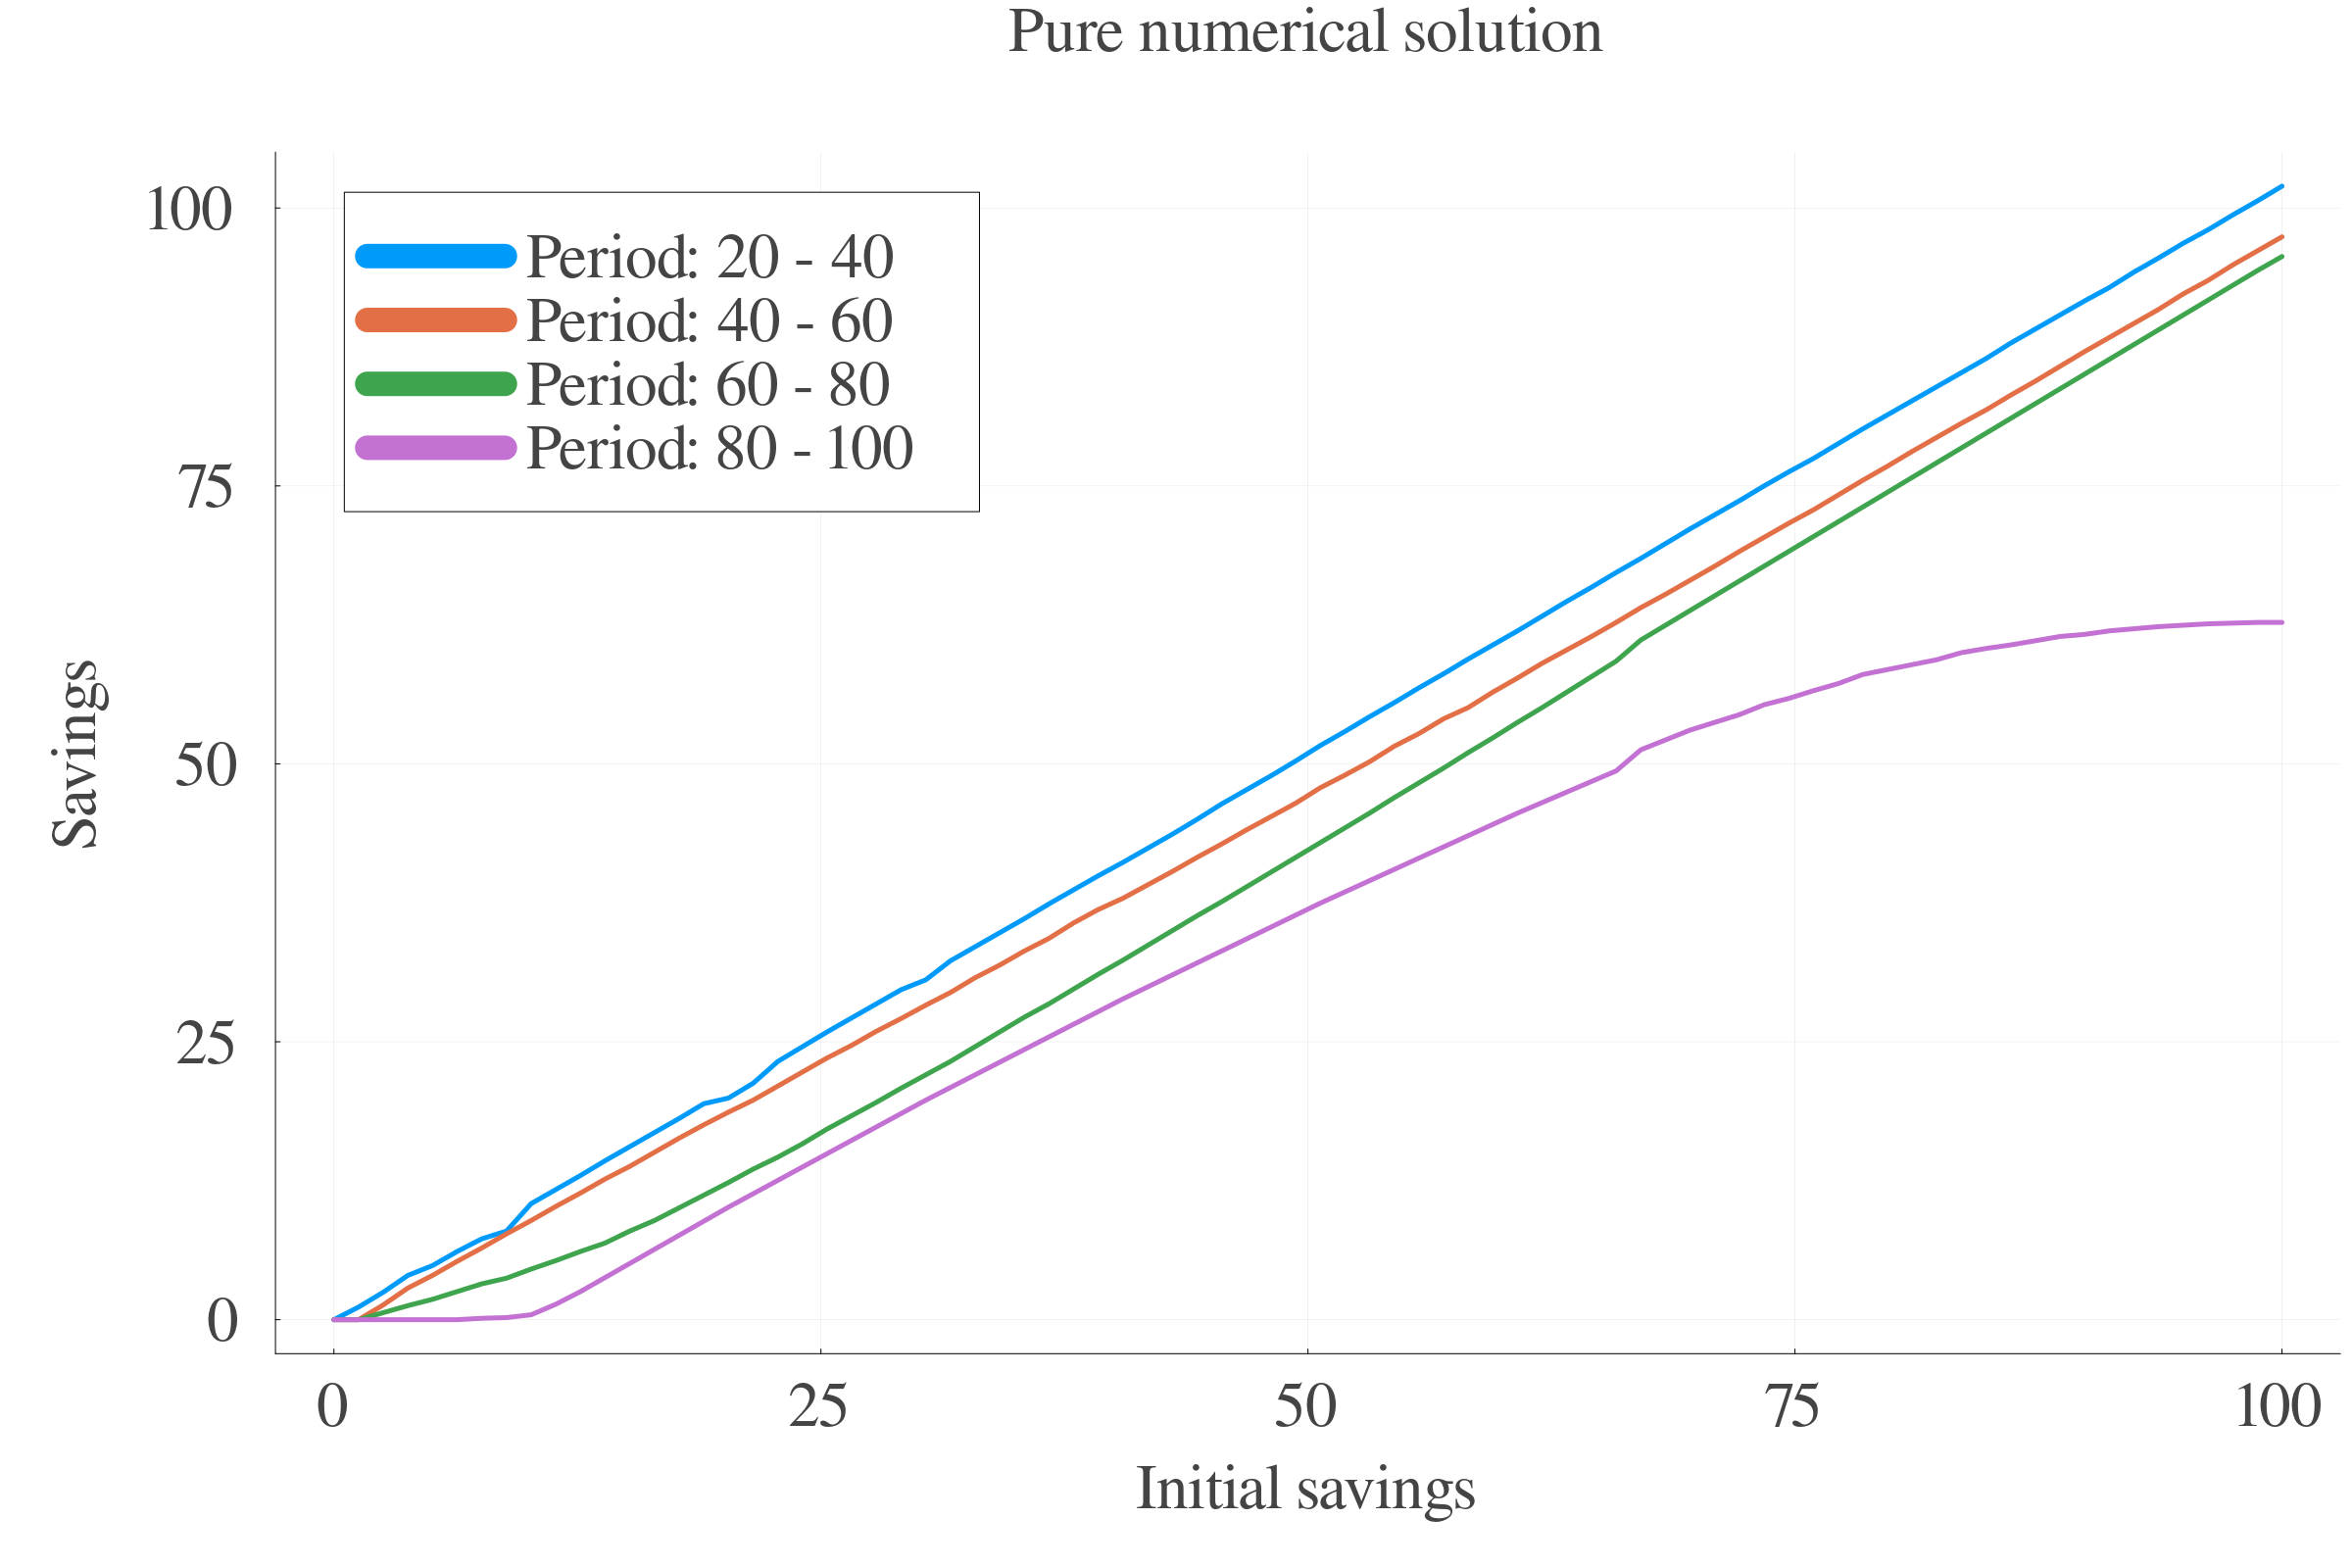 Pure numerical solution
100
75
50
25
0
Savings
Period: 20 - 40
Period: 40 - 60
Period: 60 - 80
Period: 80 - 100
0 25 50 75 100
Initial savings